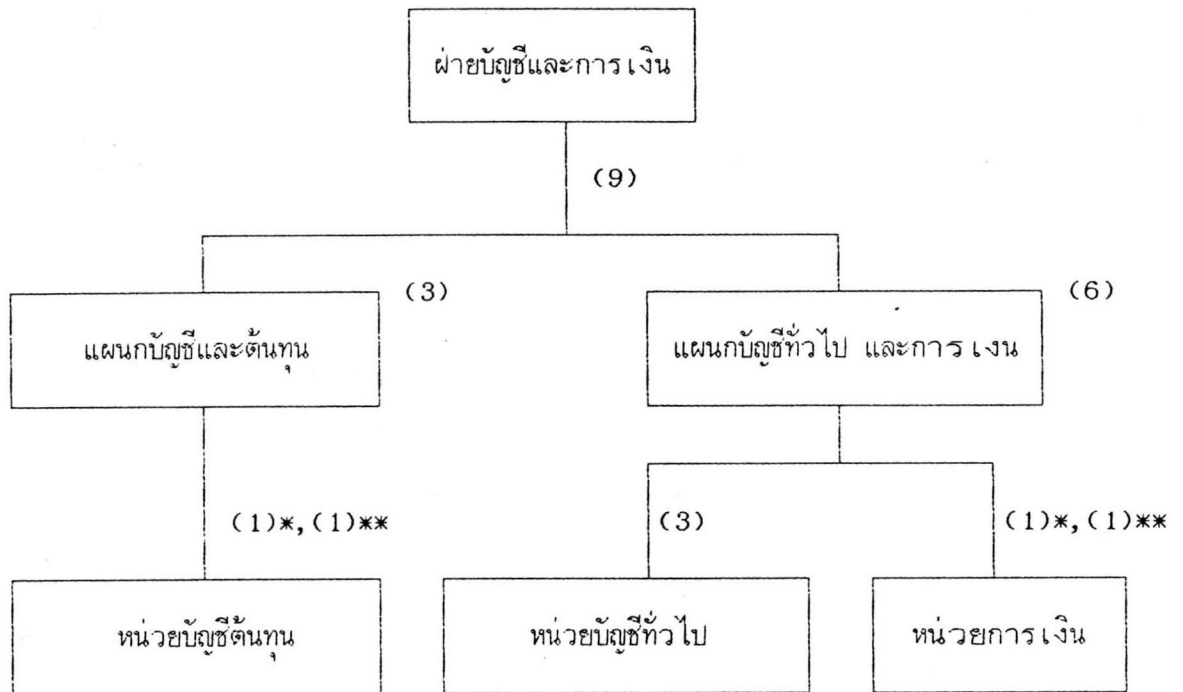 ฝ่ายบัญชีและการเงิน
(9)
(3)
(6)
แผนกบัญชีและต้นทุน
แผนกบัญชีทั่วไป และการเงน
(1)*,(1)**
(3)
(1)*,(1)**
หน่วยบัญชีต้นทุน
หน่วยบัญชีทั่วไป
หน่วยการเงิน